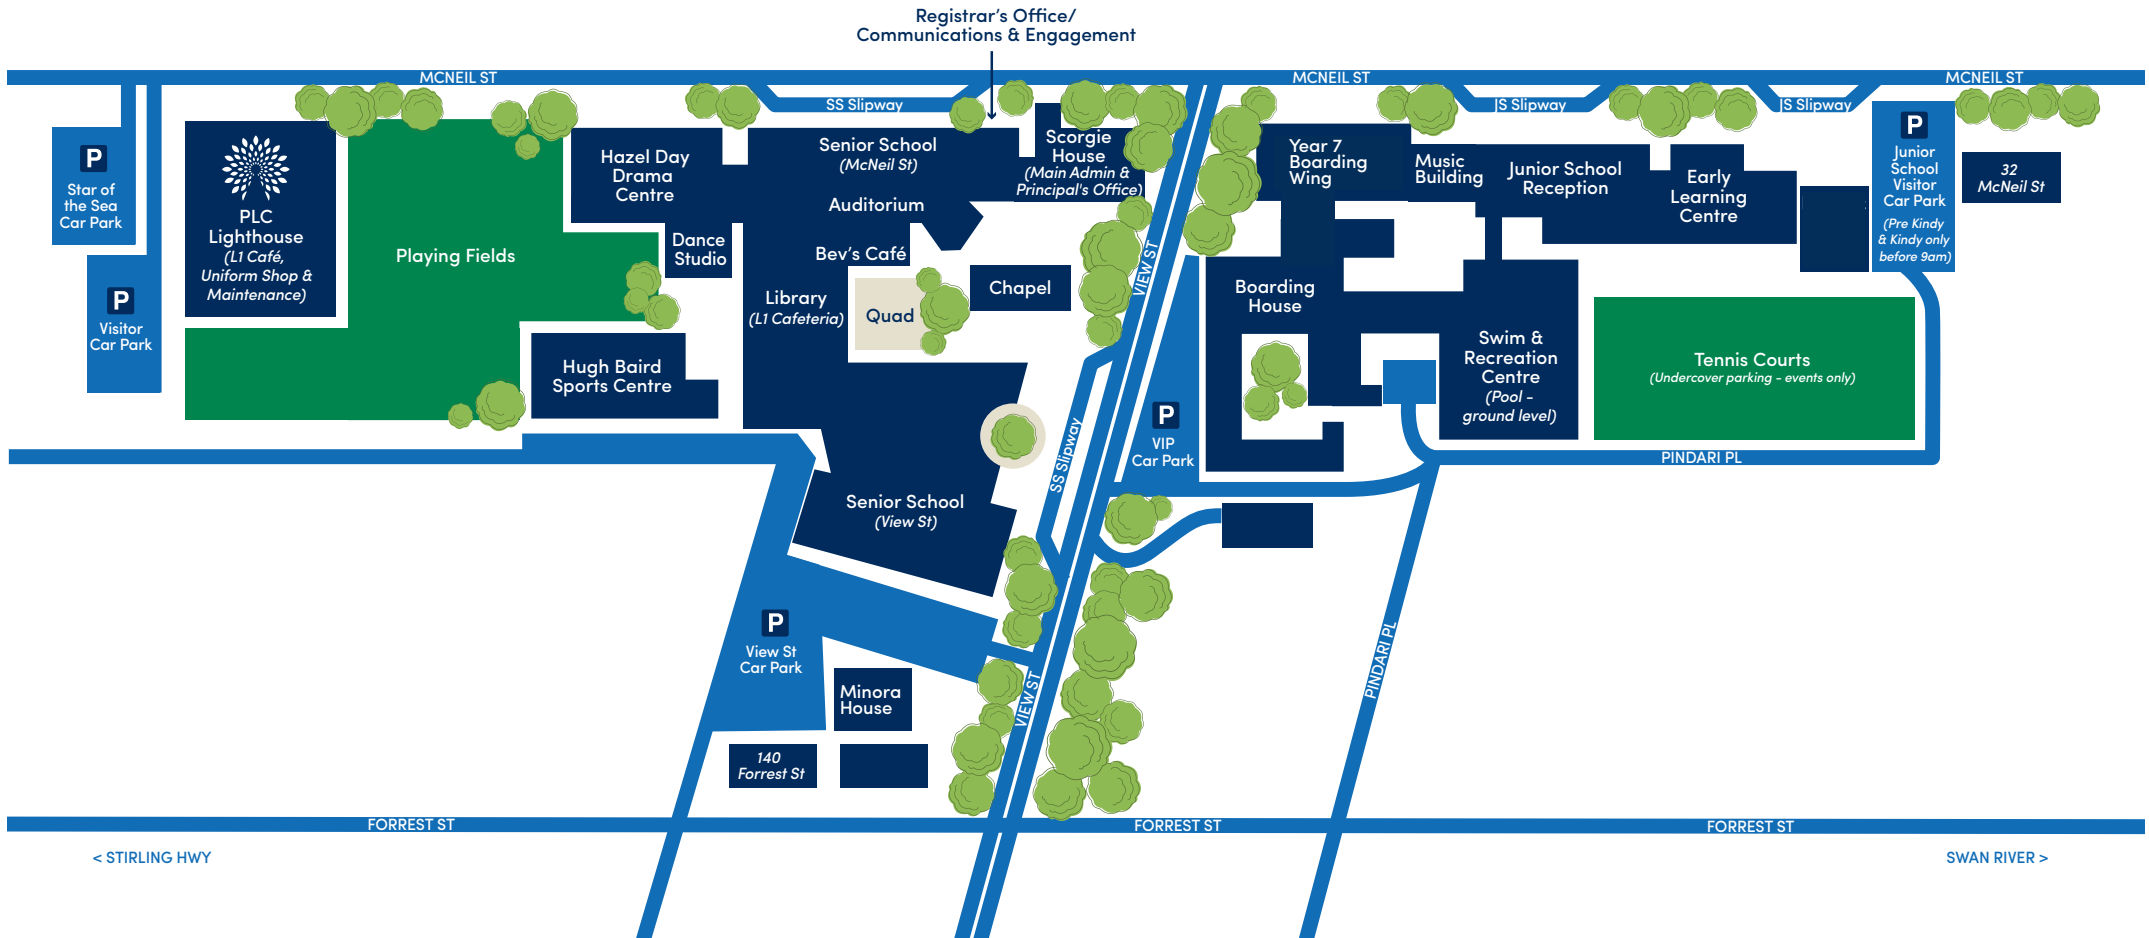 Registrar's Office/
Communications & Engagement
MCNEIL ST
MCNEIL ST
MCNEIL ST
SS Slipway
JS Slipway
JS Slipway
P
Star of
the Sea
Car Park
P
Visitor
Car Park
PLC
Lighthouse
(L1 Café,
Uniform Shop &
Maintenance)
Playing Fields
Hazel Day
Drama
Centre
Dance
Studio
Hugh Baird
Sports Centre
Senior School
(McNeil St)
Auditorium
Bev's Café
Library
(L1 Cafeteria)
Quad
Chapel
Scorgie
House
(Main Admin &
Principal's Office)
VIEW ST
SS Slipway
Year 7
Boarding
Wing
Music
Building
Junior School
Reception
Early
Learning
Centre
P
Junior
School
Visitor
Car Park
(Pre Kindy
& Kindy only
before 9am)
32
McNeil St
Boarding
House
Swim &
Recreation
Centre
(Pool -
ground level)
Tennis Courts
(Undercover parking - events only)
P
VIP
Car Park
PINDARI PL
Senior School
(View St)
P
View St
Car Park
Minora
House
140
Forrest St
VIEW ST
PINDARI PL
FORREST ST
FORREST ST
FORREST ST
< STIRLING HWY
SWAN RIVER >